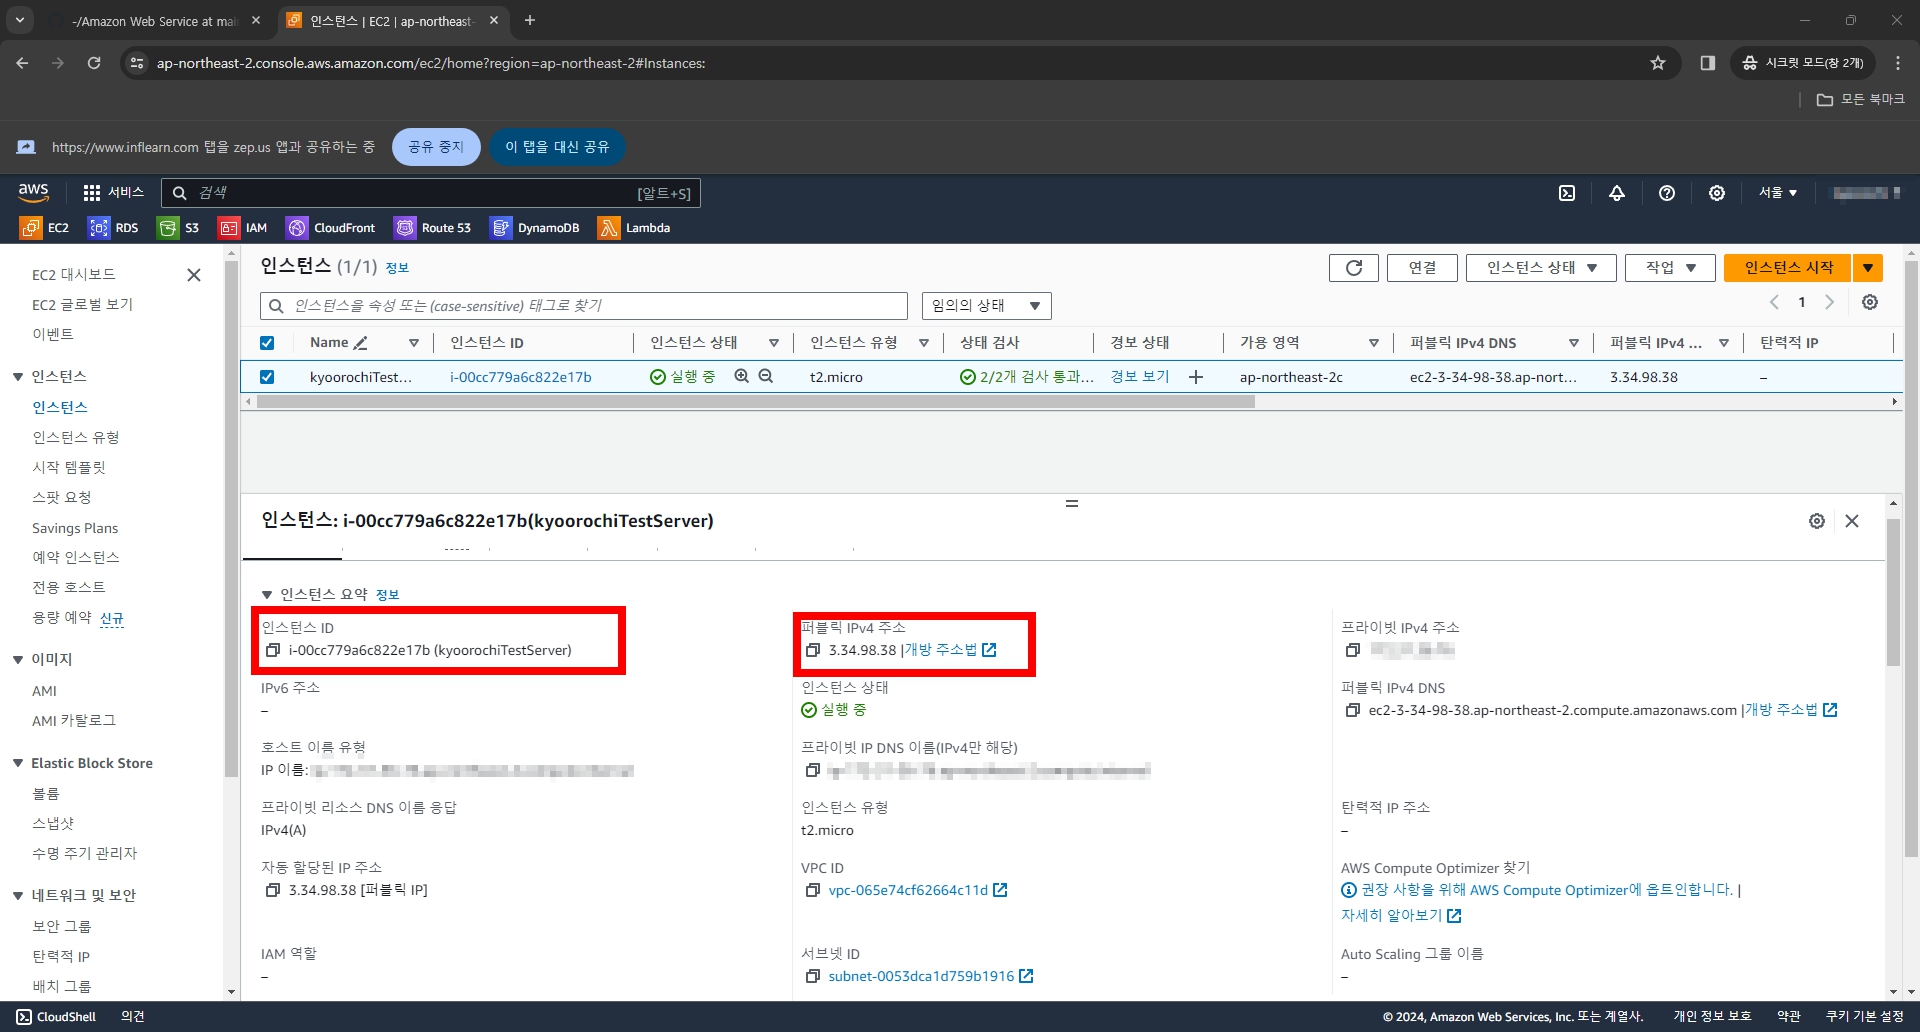 -/Amazon Web Service at mai
인스턴스 | EC2 | ap-northeast-
ap-northeast-2.console.aws.amazon.com/ec2/home?region=ap-northeast-2#Instances:
시크릿 모드(창 2개)
모든 북마크
https://www.inflearn.com 탭을 zep.us 앱과 공유하는 중
공유 중지
이 탭을 대신 공유
aws
서비스
검색
[알트+S]
서울
EC2
RDS
S3
IAM
CloudFront
Route 53
DynamoDB
Lambda
EC2 대시보드
EC2 글로벌 보기
이벤트
인스턴스
인스턴스
인스턴스 유형
시작 템플릿
스팟 요청
Savings Plans
예약 인스턴스
전용 호스트
용량 예약 신규
이미지
AMI
AMI 카탈로그
Elastic Block Store
볼륨
스냅샷
수명 주기 관리자
네트워크 및 보안
보안 그룹
탄력적 IP
배치 그룹
인스턴스 (1/1) 정보
연결
인스턴스 상태
작업
인스턴스 시작
인스턴스을 속성 또는 (case-sensitive) 태그로 찾기
임의의 상태
1
Name 인스턴스 ID 인스턴스 상태 인스턴스 유형 상태 검사 경보 상태 가용 영역 퍼블릭 IPv4 DNS 퍼블릭 IPv4 ... 탄력적 IP
kyoorochiTest... i-00cc779a6c822e17b 실행 중 t2.micro 2/2개 검사 통과... 경보 보기 + ap-northeast-2c ec2-3-34-98-38.ap-nort... 3.34.98.38 –
인스턴스: i-00cc779a6c822e17b(kyoorochiTestServer)
인스턴스 요약 정보
인스턴스 ID
i-00cc779a6c822e17b (kyoorochiTestServer)
퍼블릭 IPv4 주소
3.34.98.38 |개방 주소법
프라이빗 IPv4 주소
IPv6 주소
–
인스턴스 상태
실행 중
퍼블릭 IPv4 DNS
ec2-3-34-98-38.ap-northeast-2.compute.amazonaws.com |개방 주소법
호스트 이름 유형
IP 이름:
프라이빗 IP DNS 이름(IPv4만 해당)
프라이빗 리소스 DNS 이름 응답
IPv4(A)
인스턴스 유형
t2.micro
탄력적 IP 주소
–
자동 할당된 IP 주소
3.34.98.38 [퍼블릭 IP]
VPC ID
vpc-065e74cf62664c11d
AWS Compute Optimizer 찾기
권장 사항을 위해 AWS Compute Optimizer에 옵트인합니다. |
자세히 알아보기
IAM 역할
–
서브넷 ID
subnet-0053dca1d759b1916
Auto Scaling 그룹 이름
–
CloudShell
의견
© 2024, Amazon Web Services, Inc. 또는 계열사.
개인 정보 보호
약관
쿠키 기본 설정